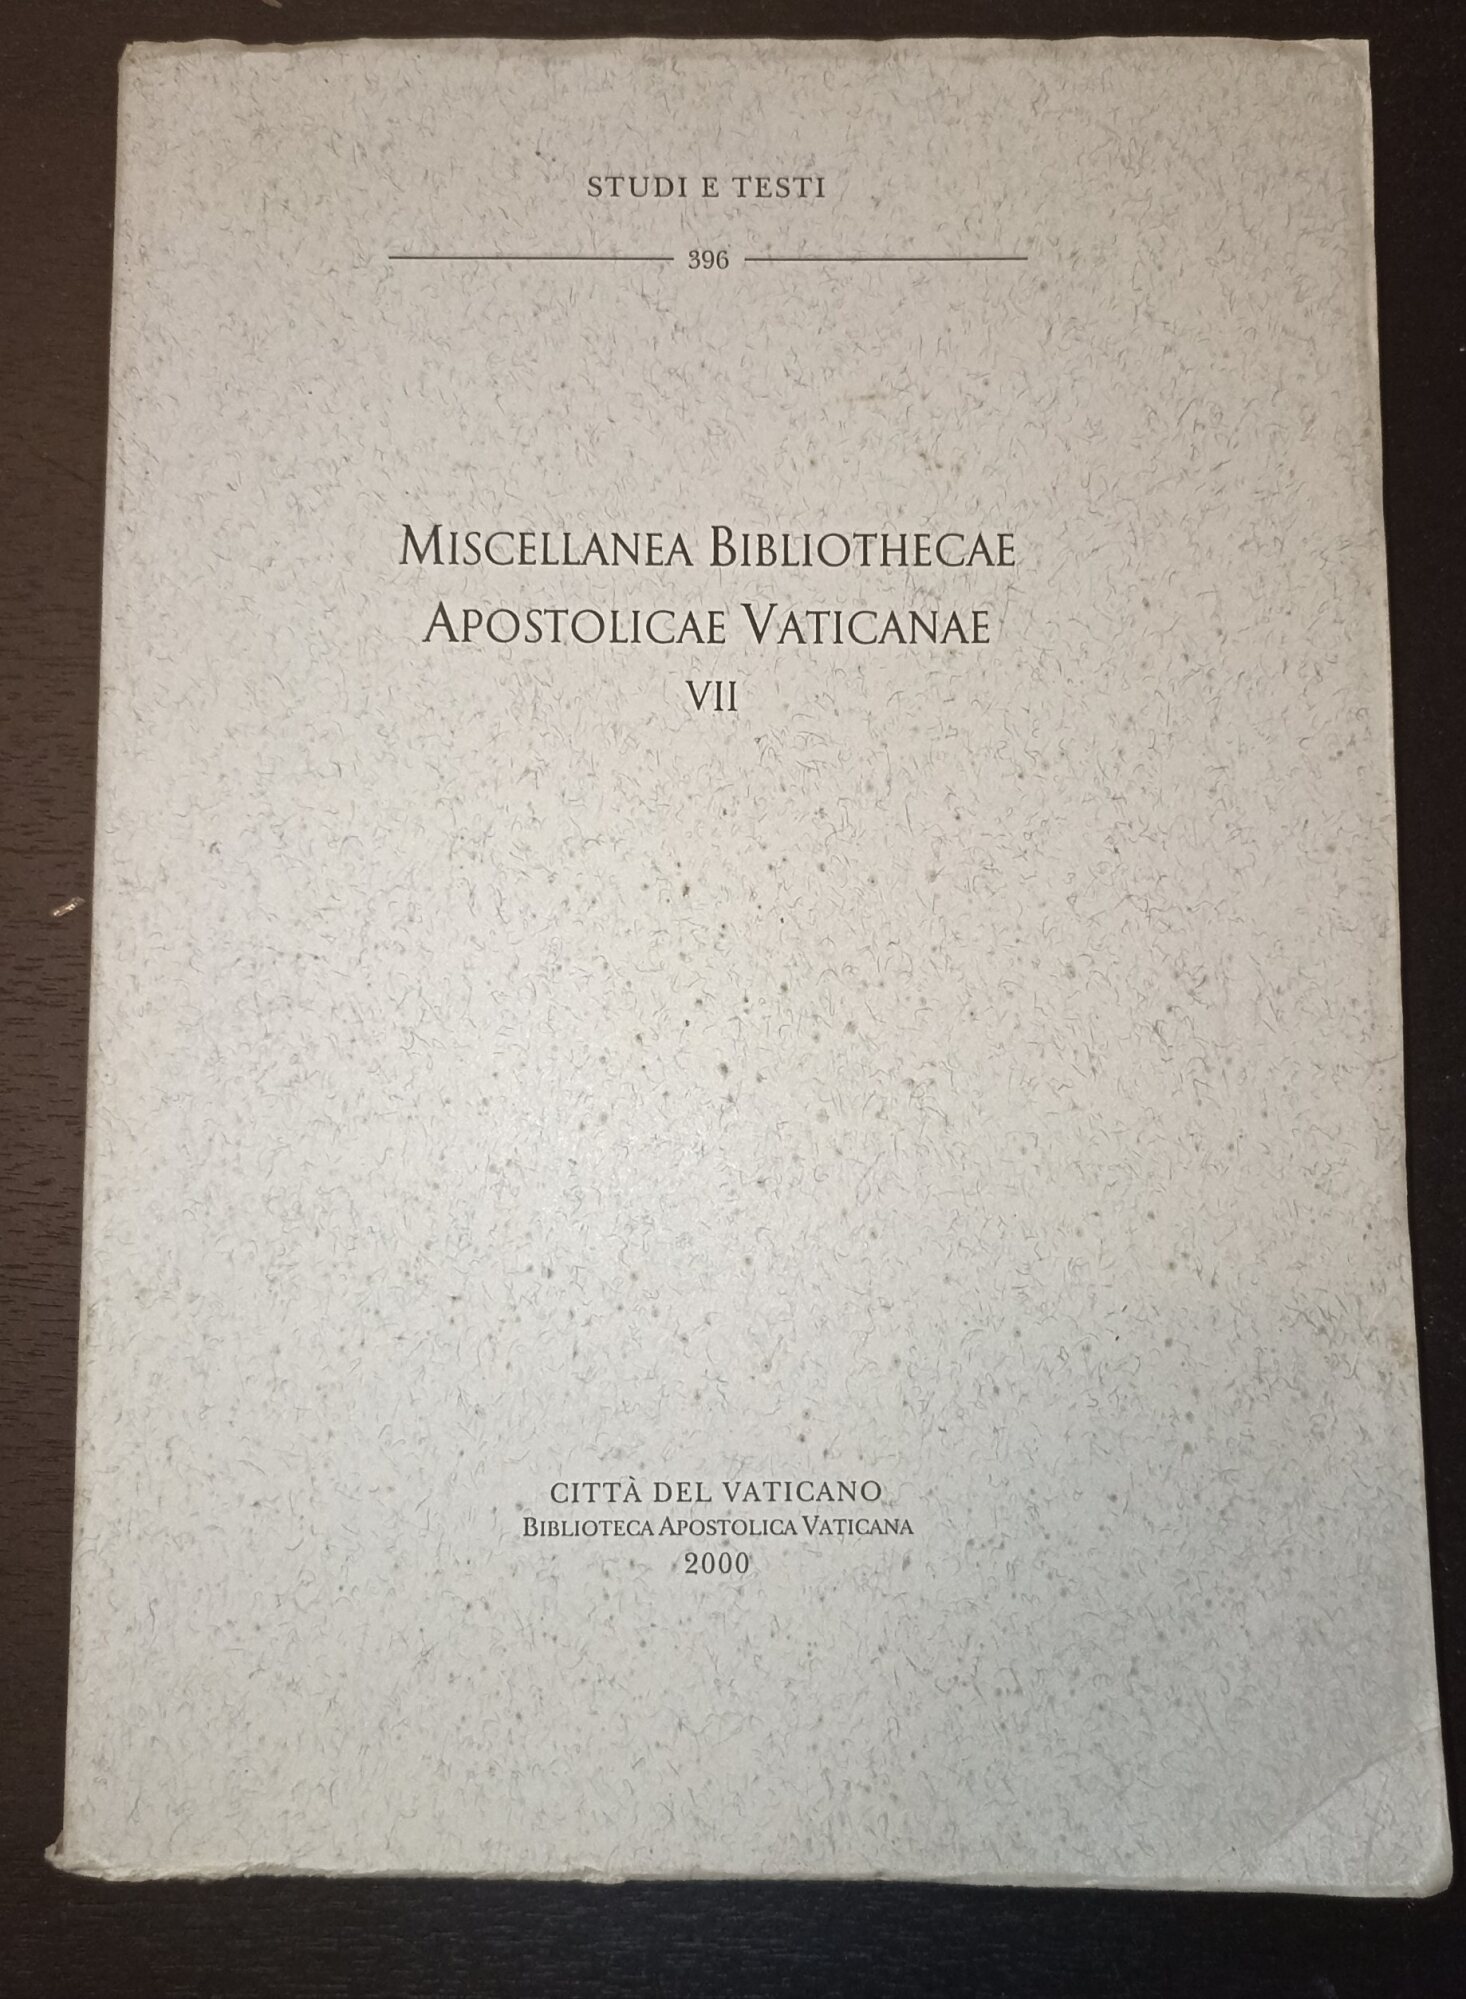 STUDI E TESTI
396
MISCELLANEA BIBLIOTHECAE
APOSTOLICAE VATICANAE
VII
CITTÀ DEL VATICANO
BIBLIOTECA APOSTOLICA VATICANA
2000